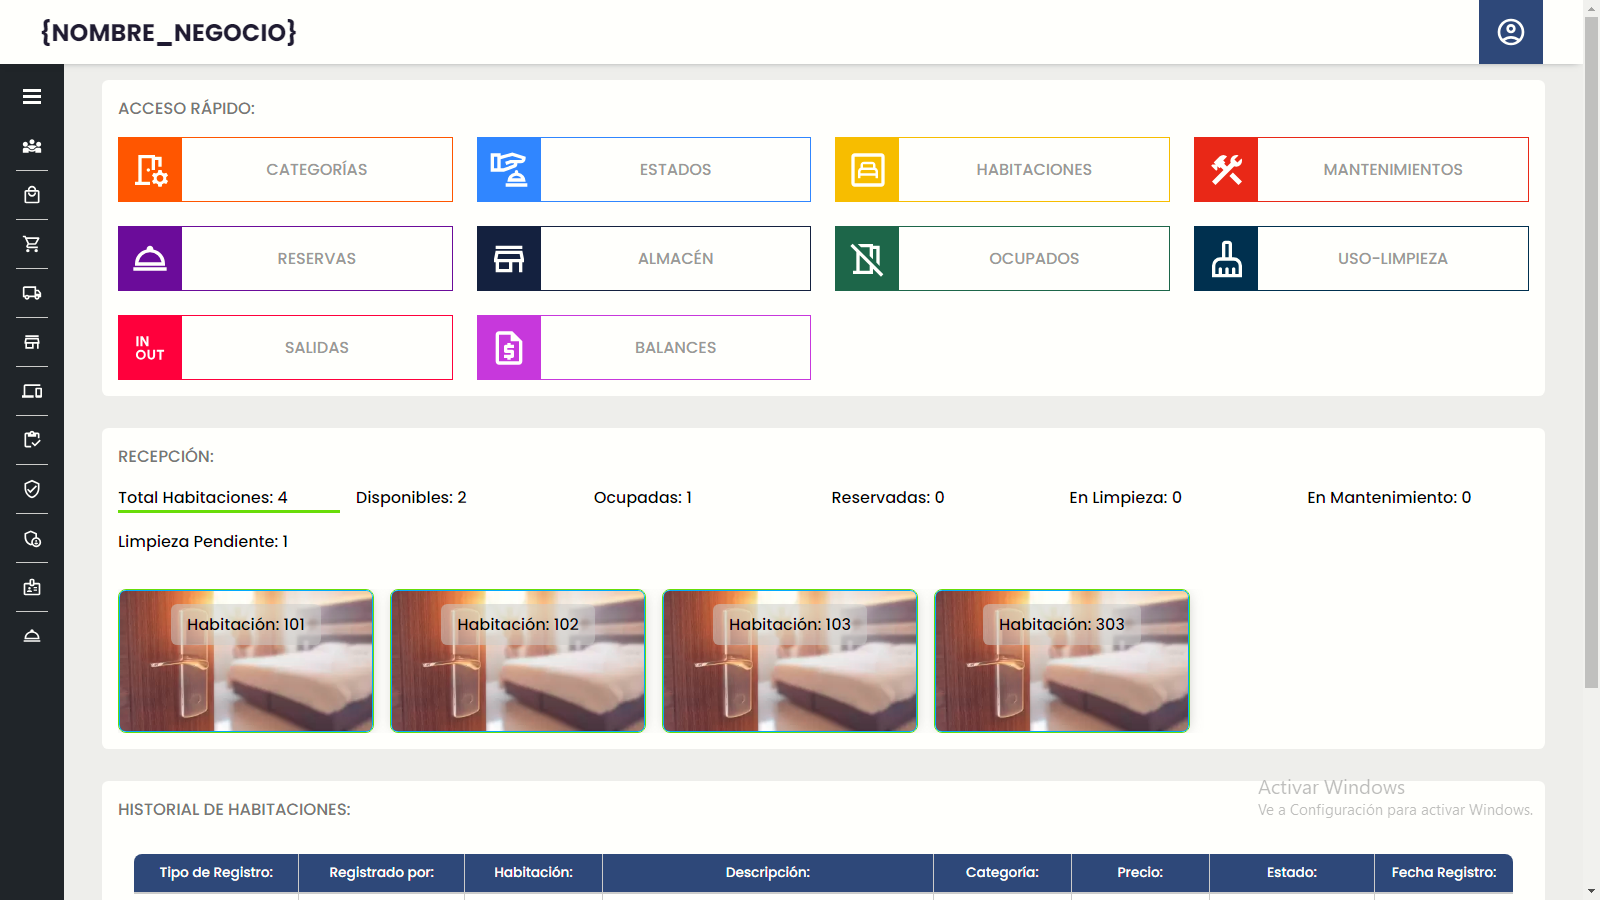 {NOMBRE_NEGOCIO}
ACCESO RÁPIDO:
CATEGORÍAS
ESTADOS
HABITACIONES
MANTENIMIENTOS
RESERVAS
ALMACÉN
OCUPADOS
USO-LIMPIEZA
IN
OUT
SALIDAS
BALANCES
RECEPCIÓN:
Total Habitaciones: 4
Disponibles: 2
Ocupadas: 1
Reservadas: 0
En Limpieza: 0
En Mantenimiento: 0
Limpieza Pendiente: 1
Habitación: 101
Habitación: 102
Habitación: 103
Habitación: 303
Activar Windows
Ve a Configuración para activar Windows.
HISTORIAL DE HABITACIONES:
Tipo de Registro:
Registrado por:
Habitación:
Descripción:
Categoría:
Precio:
Estado:
Fecha Registro: